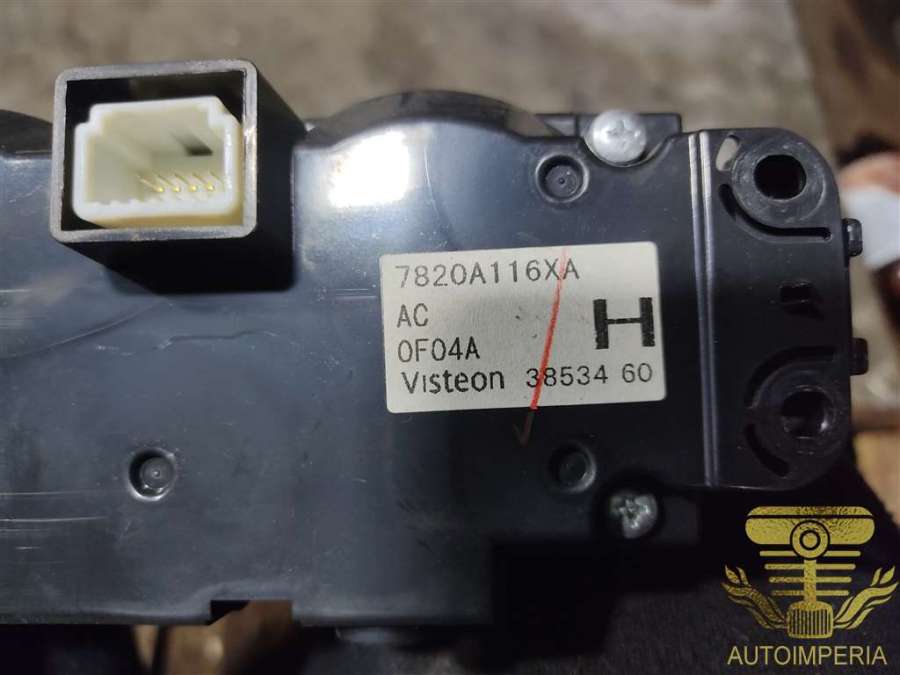 7820A116XA
AC
0F04A
H
Visteon 38534 60
AUTOIMPERIA